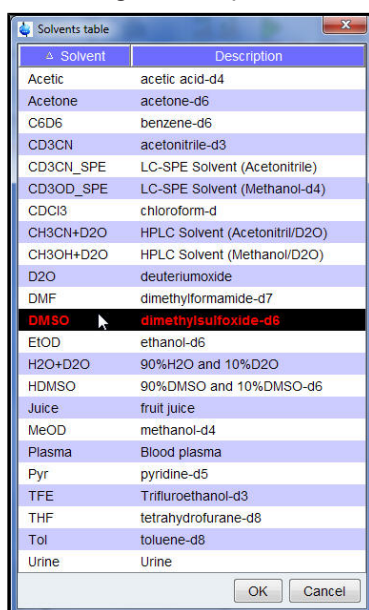 Solvents table
Solvent Description
Acetic acetic acid-d4
Acetone acetone-d6
C6D6 benzene-d6
CD3CN acetonitrile-d3
CD3CN_SPE LC-SPE Solvent (Acetonitrile)
CD3OD_SPE LC-SPE Solvent (Methanol-d4)
CDCl3 chloroform-d
CH3CN+D2O HPLC Solvent (Acetonitril/D2O)
CH3OH+D2O HPLC Solvent (Methanol/D2O)
D2O deuteriumoxide
DMF dimethylformamide-d7
DMSO dimethylsulfoxide-d6
EtOD ethanol-d6
H2O+D2O 90%H2O and 10%D2O
HDMSO 90%DMSO and 10%DMSO-d6
Juice fruit juice
MeOD methanol-d4
Plasma Blood plasma
Pyr pyridine-d5
TFE Trifluroethanol-d3
THF tetrahydrofurane-d8
Tol toluene-d8
Urine Urine
OK Cancel